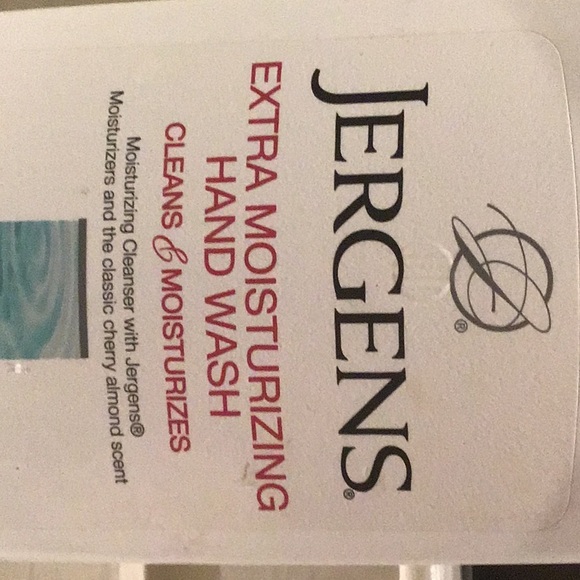 JERGENS®
EXTRA MOISTURIZING
HAND WASH
CLEANS & MOISTURIZES
Moisturizing Cleanser with Jergens®
Moisturizers and the classic cherry almond scent